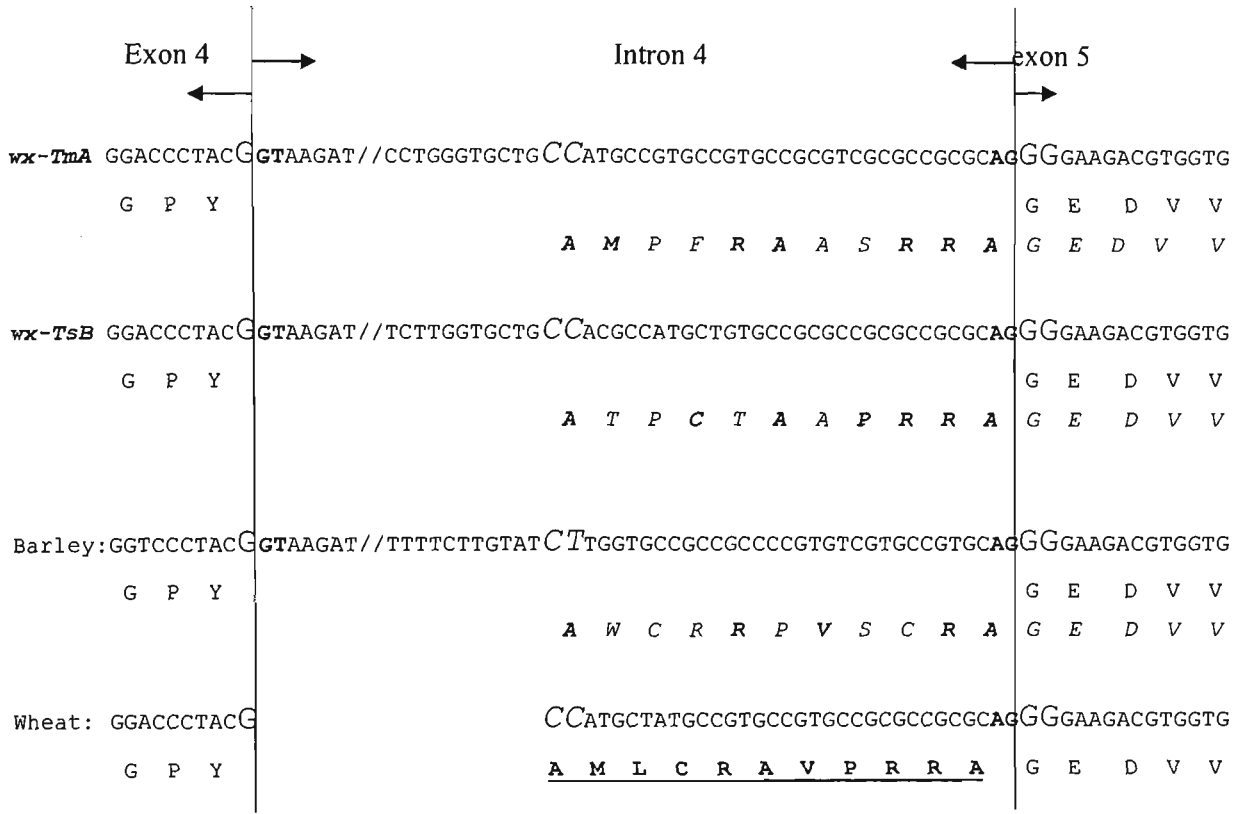 Exon 4 Intron 4 exon 5
wx-TmA GGACCCTACGGTAAGAT//CCTGGGTGCTGCCATGCCGTGCCGTGCCGCGTCGCGCCGCGCAGGGGAAGACGTGGTG
G P Y G E D V V
A M P F R A A S R R A G E D V V
wx-TsB GGACCCTACGGTAAGAT//TCTTGGTGCTGCCACGCCATGCTGTGCCGCGCCGCGCCGCGCAGGGGAAGACGTGGTG
G P Y G E D V V
A T P C T A A P R R A G E D V V
Barley: GGTCCCTACGGTAAGAT//TTTTCTTGTATCTTGGTGCCGCCGCCCCGTGTCGTGCCGTGCAGGGGAAGACGTGGTG
G P Y G E D V V
A W C R R P V S C R A G E D V V
Wheat: GGACCCTACG CCATGCTATGCCGTGCCGTGCCGCGCCGCGCAGGGGAAGACGTGGTG
G P Y A M L C R A V P R R A G E D V V